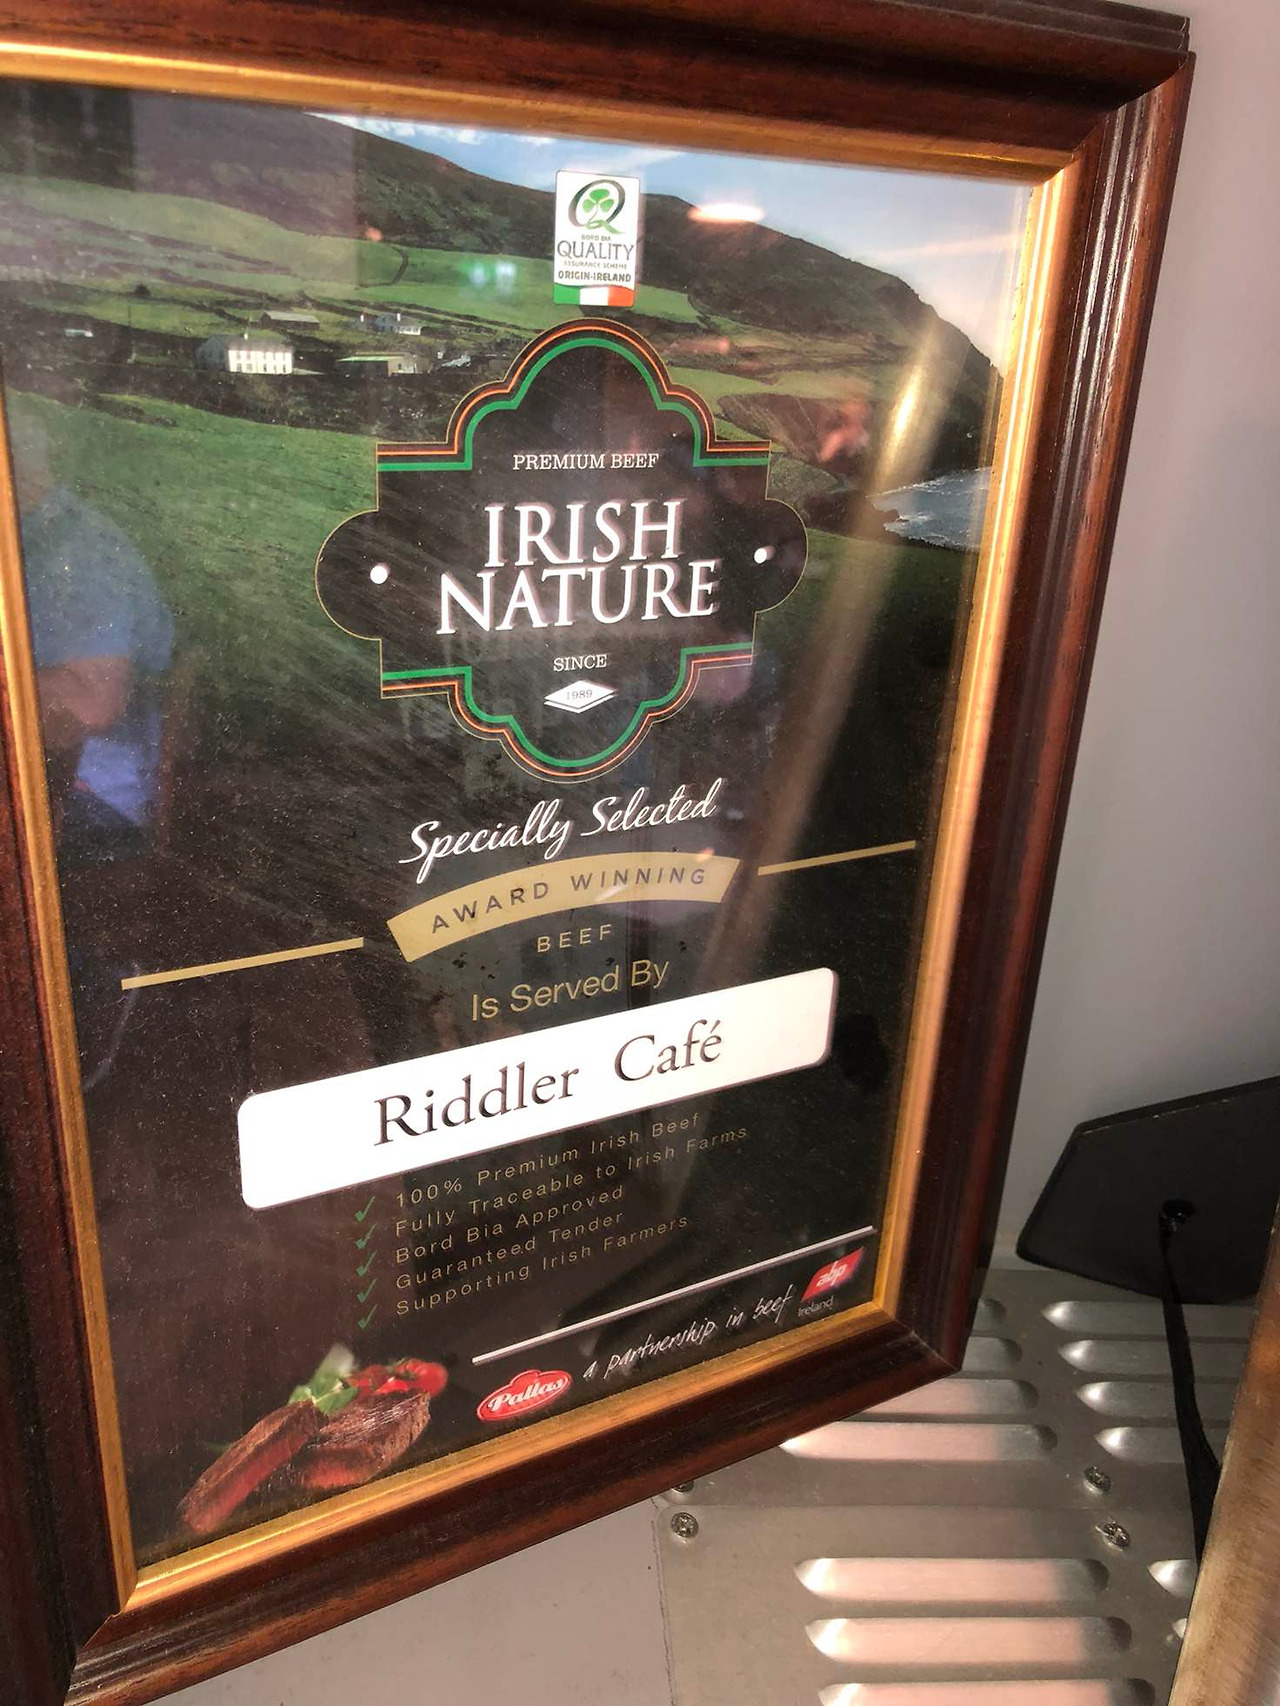 BORD BIA
QUALITY
ASSURANCE SCHEME
ORIGIN-IRELAND
PREMIUM BEEF
IRISH
NATURE
SINCE
1989
Specially Selected
AWARD WINNING
BEEF
Is Served By
Riddler Café
100% Premium Irish Beef
Fully Traceable to Irish Farms
Bord Bia Approved
Guaranteed Tender
Supporting Irish Farmers
Pallas a partnership in beef abp
Ireland